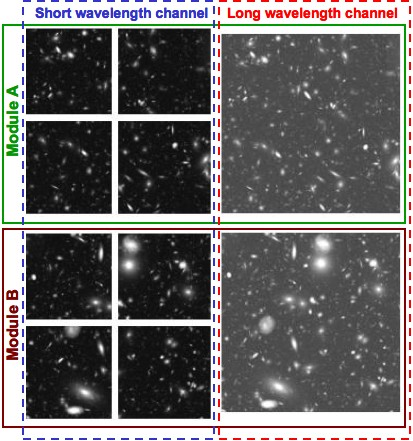 Short wavelength channel
Long wavelength channel
Module A
Module B